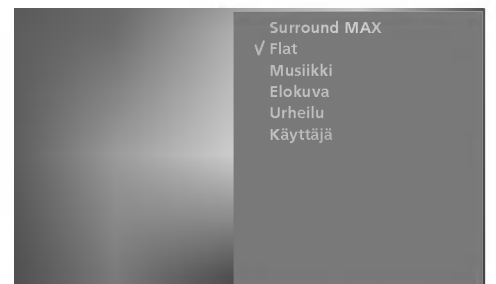 Surround MAX
√ Flat
Musiikki
Elokuva
Urheilu
Käyttäjä